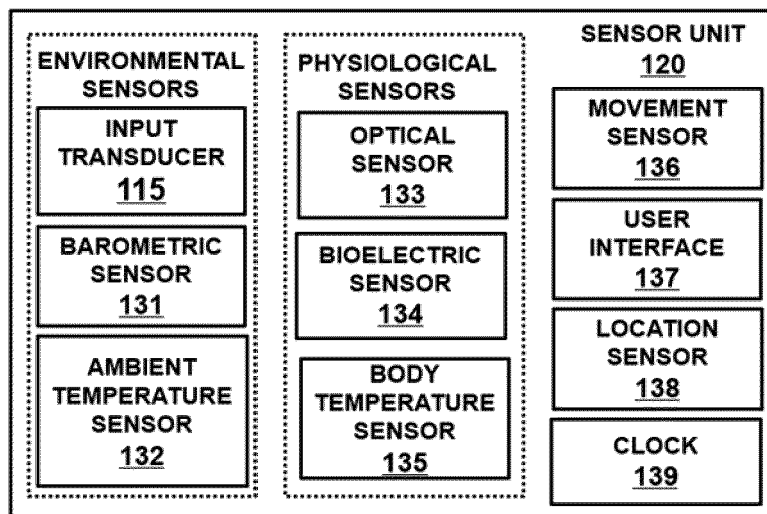 ENVIRONMENTAL
SENSORS
INPUT
TRANSDUCER
115
BAROMETRIC
SENSOR
131
AMBIENT
TEMPERATURE
SENSOR
132
PHYSIOLOGICAL
SENSORS
OPTICAL
SENSOR
133
BIOELECTRIC
SENSOR
134
BODY
TEMPERATURE
SENSOR
135
SENSOR UNIT
120
MOVEMENT
SENSOR
136
USER
INTERFACE
137
LOCATION
SENSOR
138
CLOCK
139